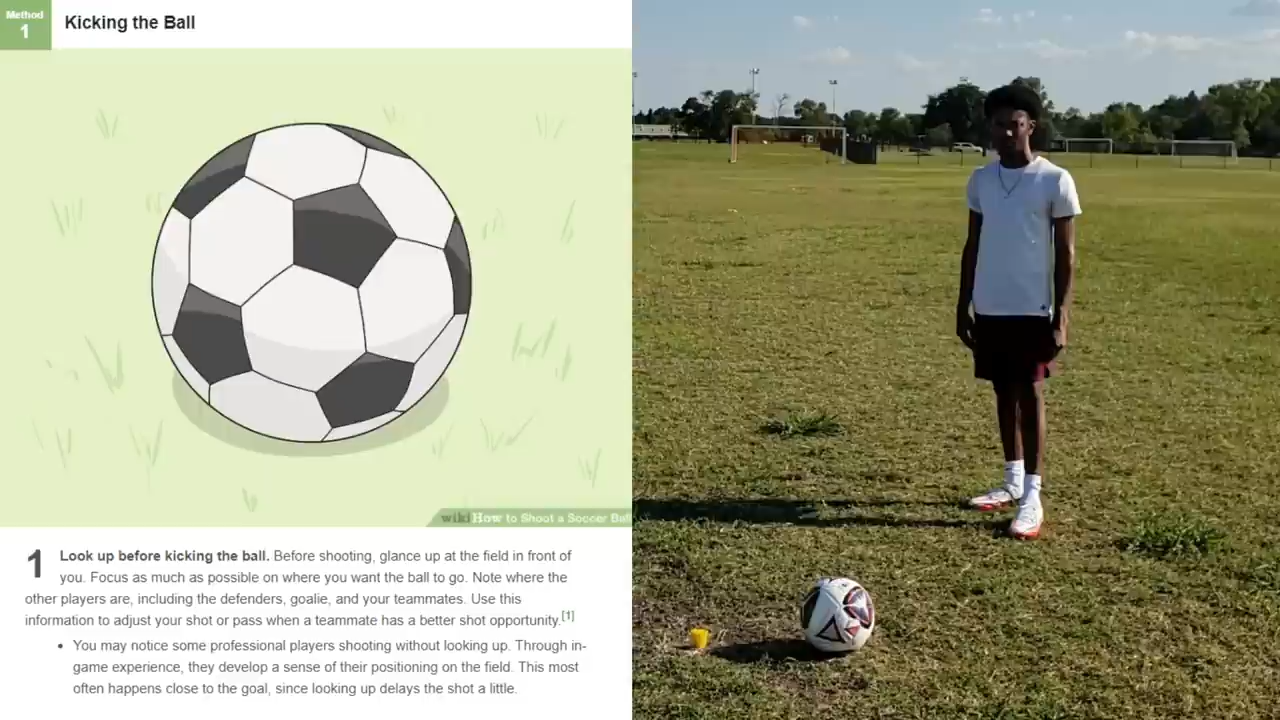 Method
1
Kicking the Ball
wikiHow to Shoot a Soccer Ball
1 Look up before kicking the ball. Before shooting, glance up at the field in front of
you. Focus as much as possible on where you want the ball to go. Note where the
other players are, including the defenders, goalie, and your teammates. Use this
information to adjust your shot or pass when a teammate has a better shot opportunity.[1]
• You may notice some professional players shooting without looking up. Through in-
game experience, they develop a sense of their positioning on the field. This most
often happens close to the goal, since looking up delays the shot a little.